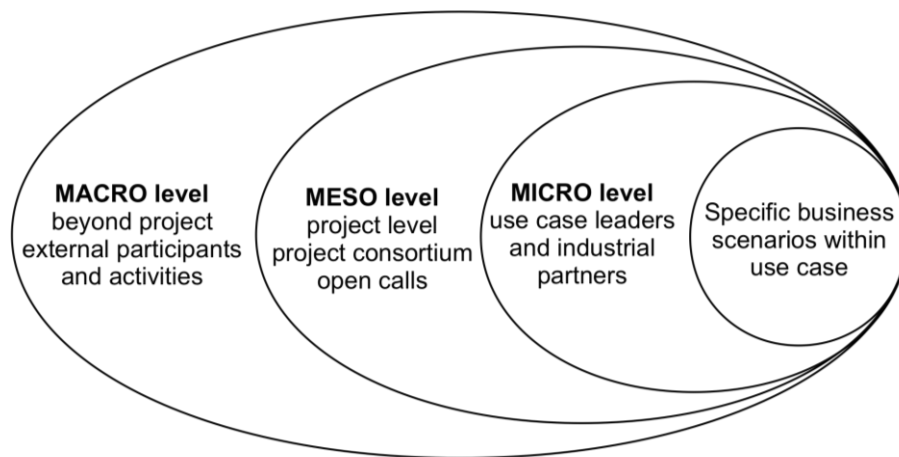 MACRO level
beyond project
external participants
and activities
MESO level
project level
project consortium
open calls
MICRO level
use case leaders
and industrial
partners
Specific business
scenarios within
use case